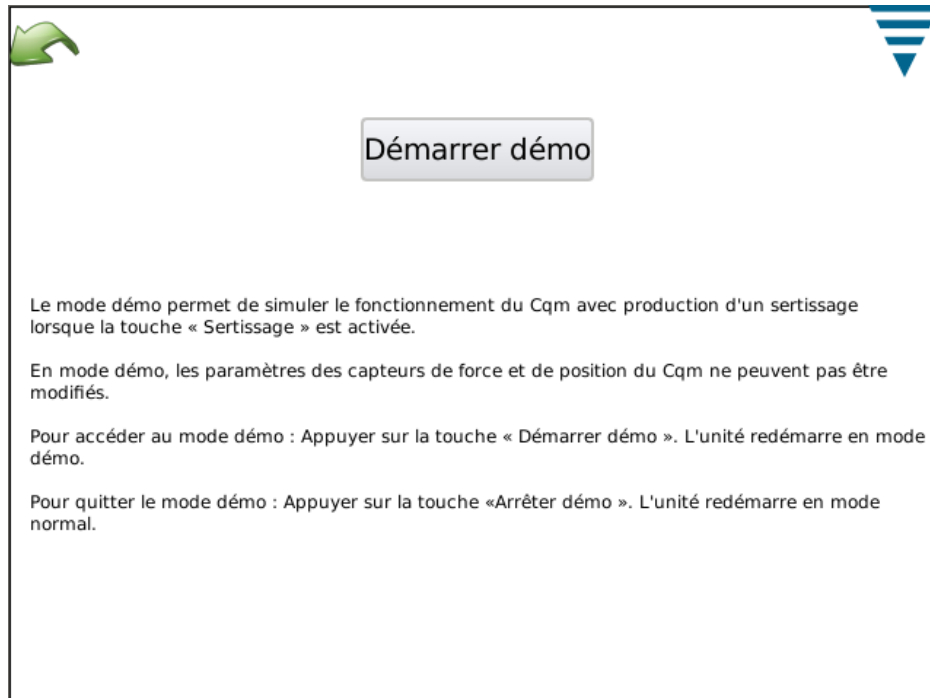 Démarrer démo
Le mode démo permet de simuler le fonctionnement du Cqm avec production d'un sertissage
lorsque la touche « Sertissage » est activée.
En mode démo, les paramètres des capteurs de force et de position du Cqm ne peuvent pas être
modifiés.
Pour accéder au mode démo : Appuyer sur la touche « Démarrer démo ». L'unité redémarre en mode
démo.
Pour quitter le mode démo : Appuyer sur la touche «Arrêter démo ». L'unité redémarre en mode
normal.